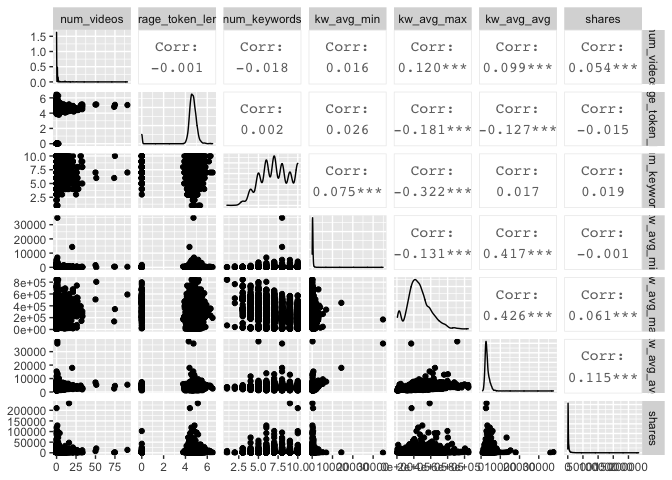 num_videos rage_token_len num_keywords kw_avg_min kw_avg_max kw_avg_avg shares
1.5
1.0
0.5
0.0
Corr:
-0.001
Corr:
-0.018
Corr:
0.016
Corr:
0.120***
Corr:
0.099***
Corr:
0.054***
6
4
2
0
Corr:
0.002
Corr:
0.026
Corr:
-0.181***
Corr:
-0.127***
Corr:
-0.015
10.0
7.5
5.0
2.5
Corr:
0.075***
Corr:
-0.322***
Corr:
0.017
Corr:
0.019
30000
20000
10000
0
Corr:
-0.131***
Corr:
0.417***
Corr:
-0.001
8e+05
6e+05
4e+05
2e+05
0e+00
Corr:
0.426***
Corr:
0.061***
30000
20000
10000
0
Corr:
0.115***
200000
150000
100000
50000
0
0 25 50 75
0 2 4 6
2.5 5.0 7.5 10.0
shares